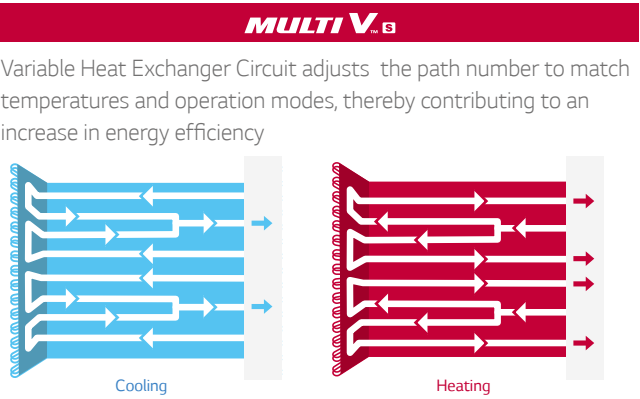 MULTI V™ S
Variable Heat Exchanger Circuit adjusts the path number to match
temperatures and operation modes, thereby contributing to an
increase in energy efficiency
Cooling
Heating